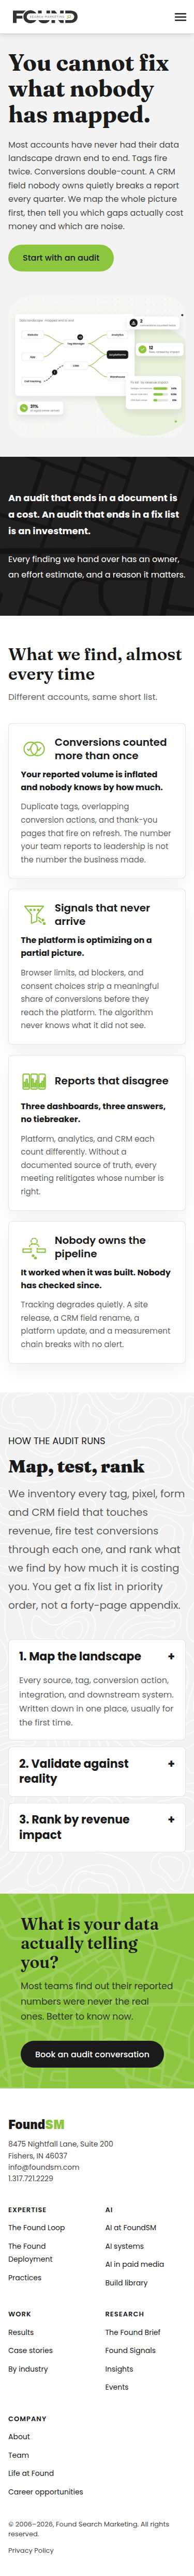 FOUND
SEARCH MARKETING
You cannot fix
what nobody
has mapped.
Most accounts have never had their data
landscape drawn end to end. Tags fire
twice. Conversions double-count. A CRM
field nobody owns quietly breaks a report
every quarter. We map the whole picture
first, then tell you which gaps actually cost
money and which are noise.
Start with an audit
An audit that ends in a document is
a cost. An audit that ends in a fix list
is an investment.
Every finding we hand over has an owner,
an effort estimate, and a reason it matters.
What we find, almost
every time
Different accounts, same short list.
Conversions counted
more than once
Your reported volume is inflated
and nobody knows by how much.
Duplicate tags, overlapping
conversion actions, and thank-you
pages that fire on refresh. The number
your team reports to leadership is not
the number the business made.
Signals that never
arrive
The platform is optimizing on a
partial picture.
Browser limits, ad blockers, and
consent choices strip a meaningful
share of conversions before they
reach the platform. The algorithm
never knows what it did not see.
Reports that disagree
Three dashboards, three answers,
no tiebreaker.
Platform, analytics, and CRM each
count differently. Without a
documented source of truth, every
meeting relitigates whose number is
right.
Nobody owns the
pipeline
It worked when it was built. Nobody
has checked since.
Tracking degrades quietly. A site
release, a CRM field rename, a
platform update, and a measurement
chain breaks with no alert.
HOW THE AUDIT RUNS
Map, test, rank
We inventory every tag, pixel, form
and CRM field that touches
revenue, fire test conversions
through each one, and rank what
we find by how much it is costing
you. You get a fix list in priority
order, not a forty-page appendix.
1. Map the landscape +
Every source, tag, conversion action,
integration, and downstream system.
Written down in one place, usually for
the first time.
2. Validate against
reality +
3. Rank by revenue
impact +
What is your data
actually telling
you?
Most teams find out their reported
numbers were never the real
ones. Better to know now.
Book an audit conversation
FoundSM
8475 Nightfall Lane, Suite 200
Fishers, IN 46037
info@foundsm.com
1.317.721.2229
EXPERTISE
The Found Loop
The Found
Deployment
Practices
AI
AI at FoundSM
AI systems
AI in paid media
Build library
WORK
Results
Case stories
By industry
RESEARCH
The Found Brief
Found Signals
Insights
Events
COMPANY
About
Team
Life at Found
Career opportunities
© 2006–2026, Found Search Marketing. All rights
reserved.
Privacy Policy